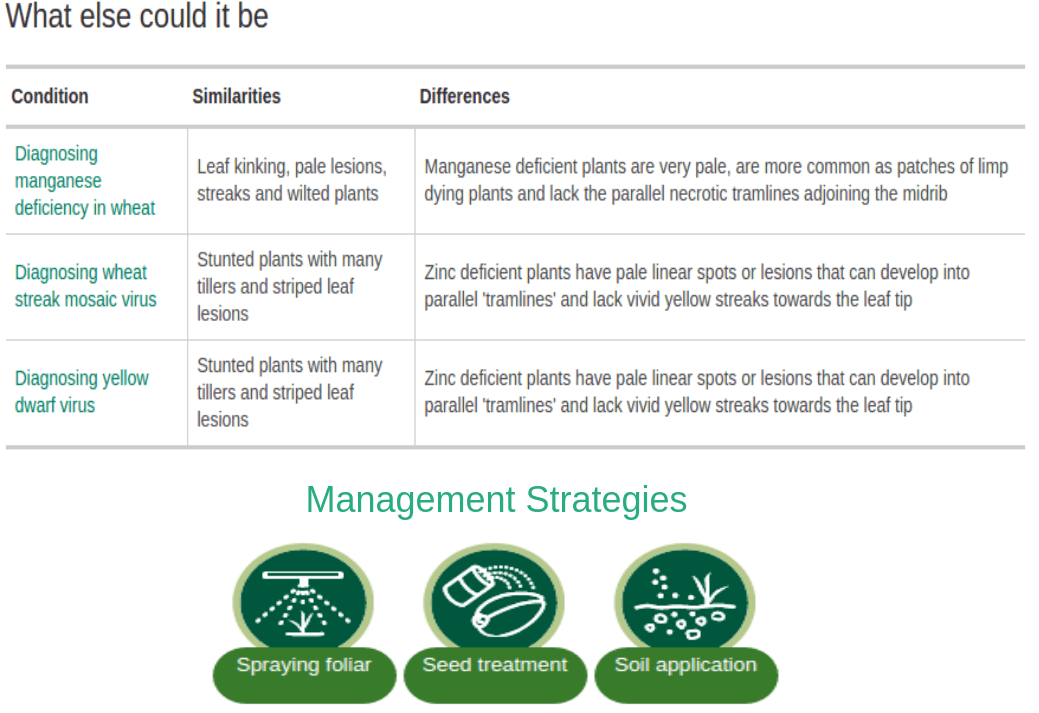 What else could it be
Condition Similarities Differences
Diagnosing
manganese
deficiency in wheat
Leaf kinking, pale lesions,
streaks and wilted plants
Manganese deficient plants are very pale, are more common as patches of limp
dying plants and lack the parallel necrotic tramlines adjoining the midrib
Diagnosing wheat
streak mosaic virus
Stunted plants with many
tillers and striped leaf
lesions
Zinc deficient plants have pale linear spots or lesions that can develop into
parallel 'tramlines' and lack vivid yellow streaks towards the leaf tip
Diagnosing yellow
dwarf virus
Stunted plants with many
tillers and striped leaf
lesions
Zinc deficient plants have pale linear spots or lesions that can develop into
parallel 'tramlines' and lack vivid yellow streaks towards the leaf tip
Management Strategies
Spraying foliar Seed treatment Soil application